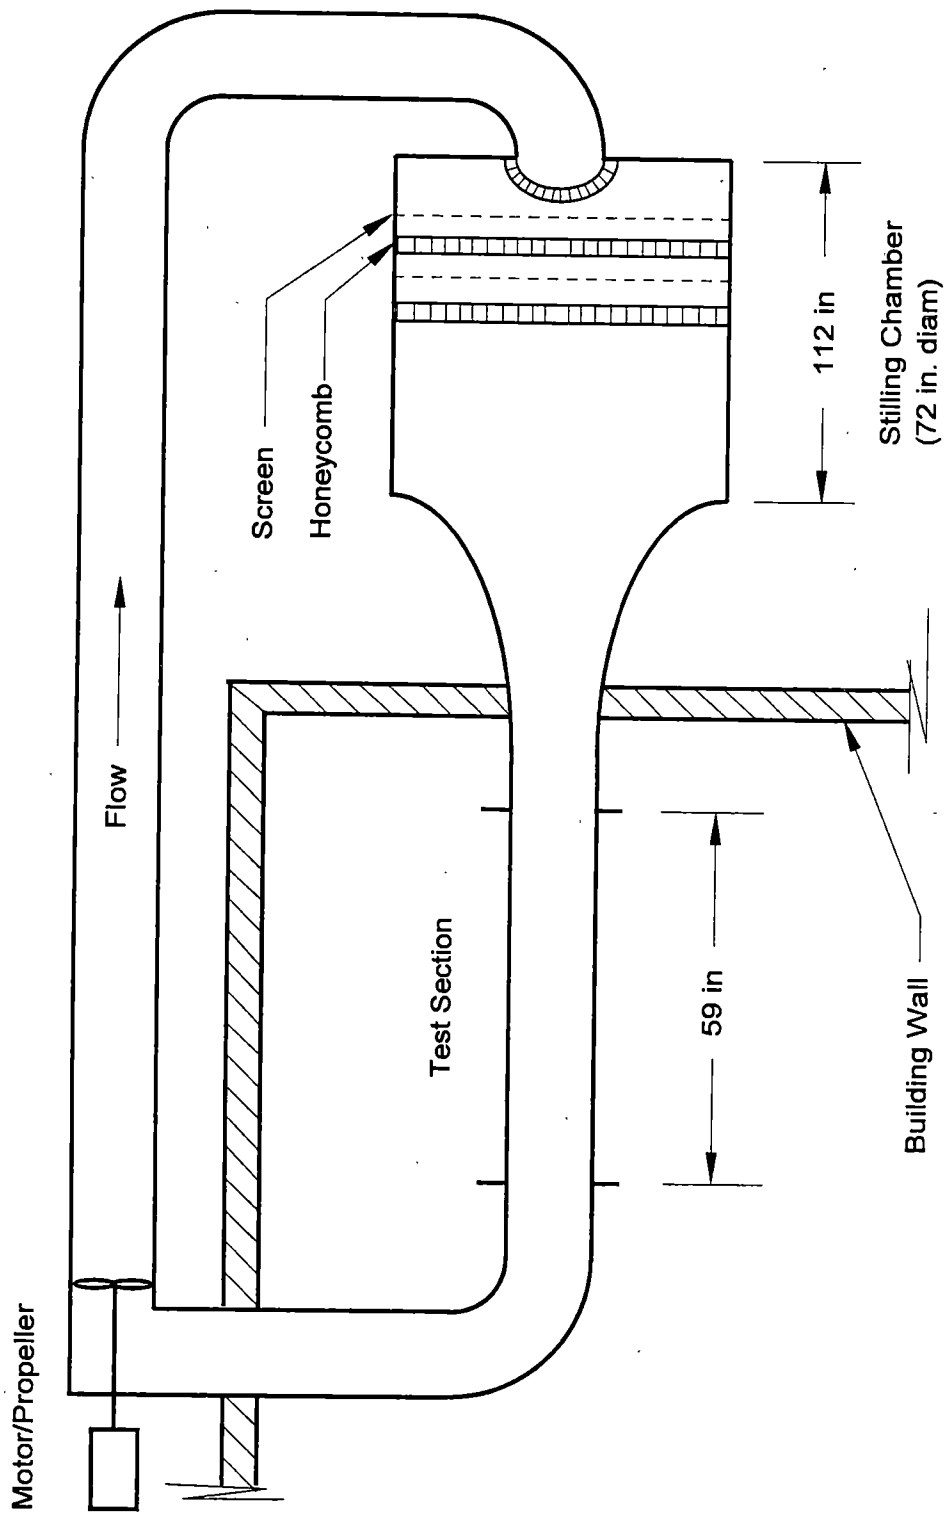 Motor/Propeller
Flow
Screen
Honeycomb
Test Section
59 in
112 in
Building Wall
Stilling Chamber
(72 in. diam)